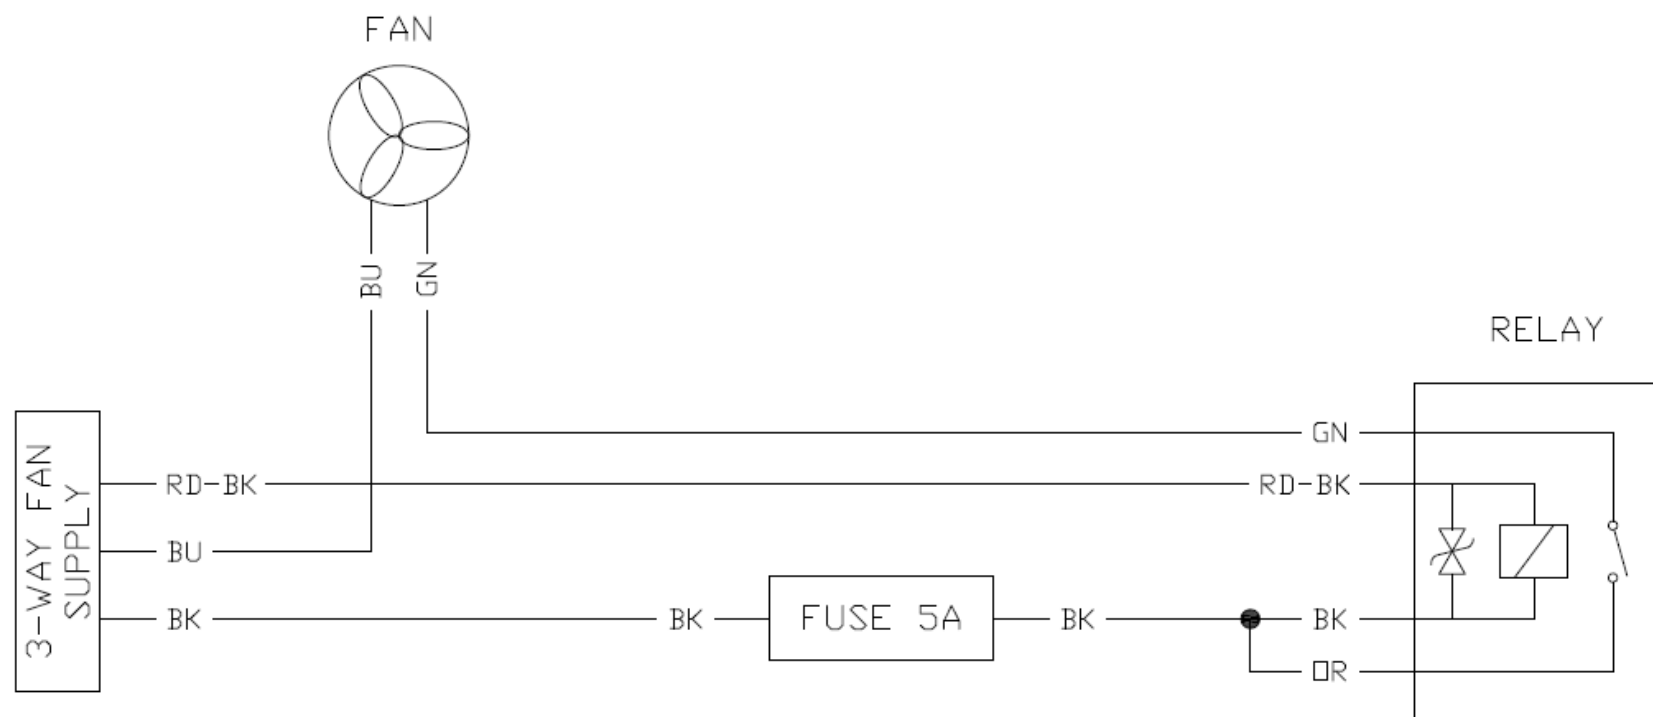 FAN
BU
GN
RELAY
GN
3-WAY FAN
SUPPLY
RD-BK
RD-BK
BU
BK
BK
FUSE 5A
BK
BK
OR